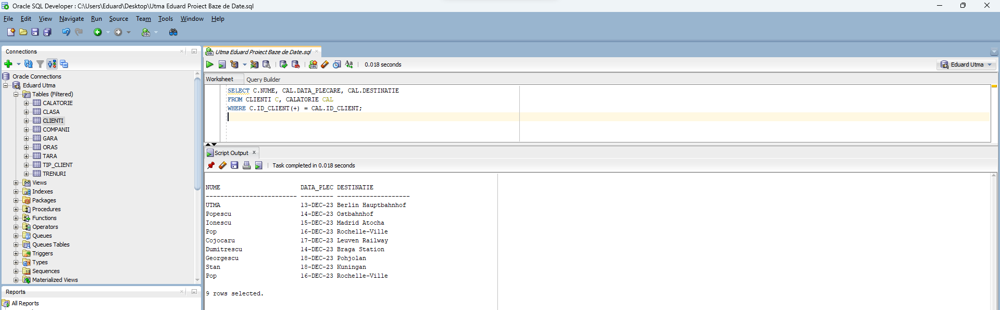 Oracle SQL Developer : C:\Users\Eduard\Desktop\Utma Eduard Proiect Baze de Date.sql
File Edit View Navigate Run Source Team Tools Window Help
Connections
Oracle Connections
Eduard Utma
Tables (Filtered)
CALATORIE
CLASA
CLIENTI
COMPANII
GARA
ORAS
TARA
TIP_CLIENT
TRENURI
Views
Indexes
Packages
Procedures
Functions
Operators
Queues
Queues Tables
Triggers
Types
Sequences
Materialized Views
Reports
All Reports
Utma Eduard Proiect Baze de Date.sql
0.018 seconds
Eduard Utma
Worksheet Query Builder
SELECT C.NUME, CAL.DATA_PLECARE, CAL.DESTINATIE
FROM CLIENTI C, CALATORIE CAL
WHERE C.ID_CLIENT(+) = CAL.ID_CLIENT;
Script Output
Task completed in 0.018 seconds
NUME DATA_PLEC DESTINATIE
------------------------- --------- --------------------
UTMA 13-DEC-23 Berlin Hauptbahnhof
Popescu 14-DEC-23 Ostbahnhof
Ionescu 15-DEC-23 Madrid Atocha
Pop 16-DEC-23 Rochelle-Ville
Cojocaru 17-DEC-23 Leuven Railway
Dumitrescu 14-DEC-23 Braga Station
Georgescu 18-DEC-23 Pohjolan
Stan 18-DEC-23 Kuningan
Pop 16-DEC-23 Rochelle-Ville
9 rows selected.